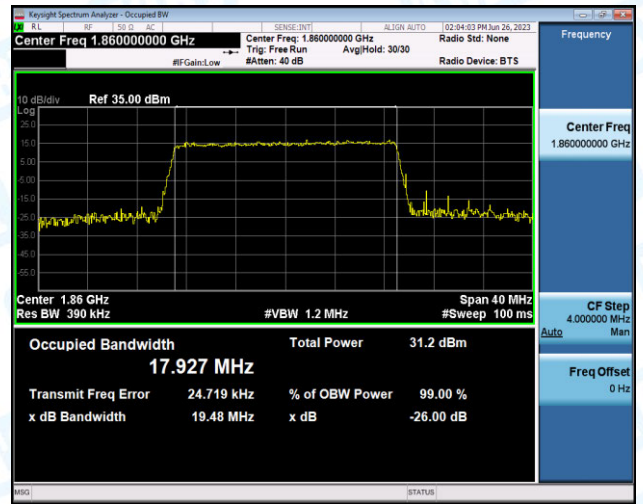 Keysight Spectrum Analyzer - Occupied BW
RL RF 50 Ω AC SENSE:INT ALIGN AUTO 02:04:03 PM Jun 26, 2023
Center Freq 1.860000000 GHz
Center Freq: 1.860000000 GHz
Radio Std: None
Trig: Free Run Avg|Hold: 30/30
#IFGain:Low
#Atten: 40 dB
Radio Device: BTS
Frequency
10 dB/div Ref 35.00 dBm
Log
25.0
15.0
5.00
-5.00
-15.0
-25.0
-35.0
-45.0
-55.0
Center Freq
1.860000000 GHz
Center 1.86 GHz
Span 40 MHz
Res BW 390 kHz
#VBW 1.2 MHz
#Sweep 100 ms
CF Step
4.000000 MHz
Auto Man
Occupied Bandwidth
17.927 MHz
Total Power 31.2 dBm
Transmit Freq Error 24.719 kHz
% of OBW Power 99.00 %
x dB Bandwidth 19.48 MHz
x dB -26.00 dB
Freq Offset
0 Hz
MSG
STATUS